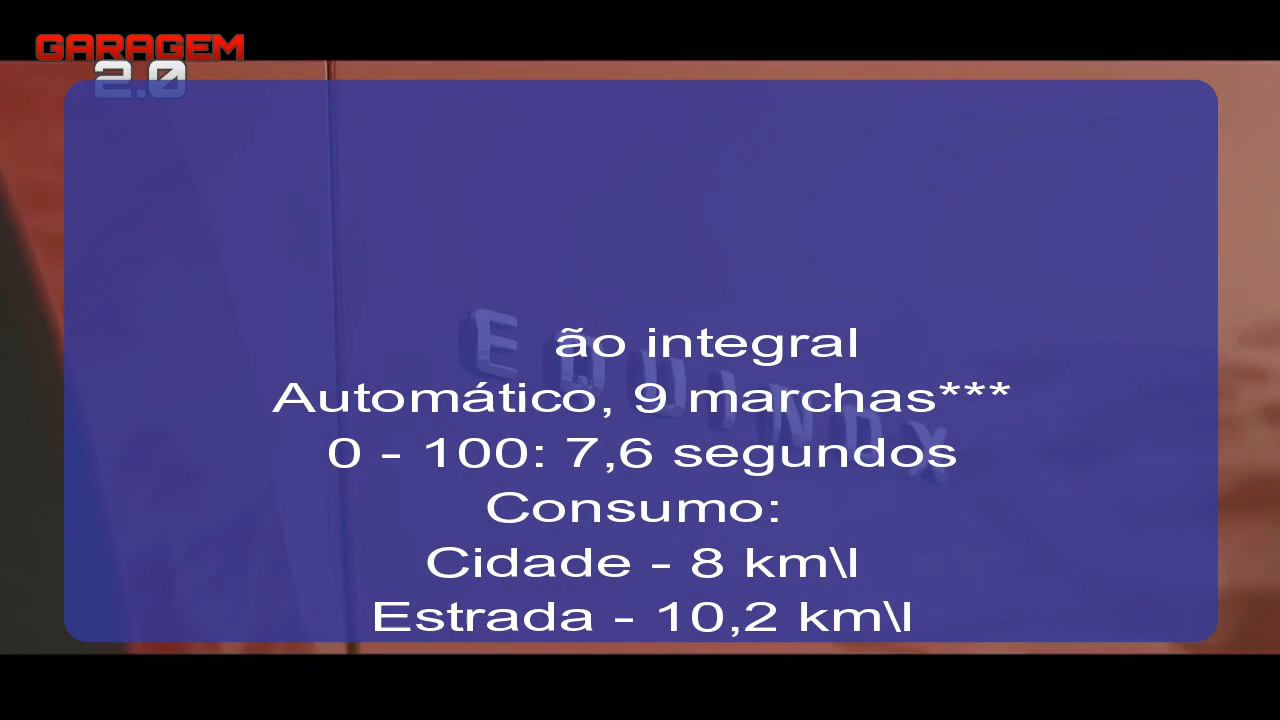 GARAGEM
2.0
EQUINOX
ão integral
Automático, 9 marchas***
0 - 100: 7,6 segundos
Consumo:
Cidade - 8 km\l
Estrada - 10,2 km\l